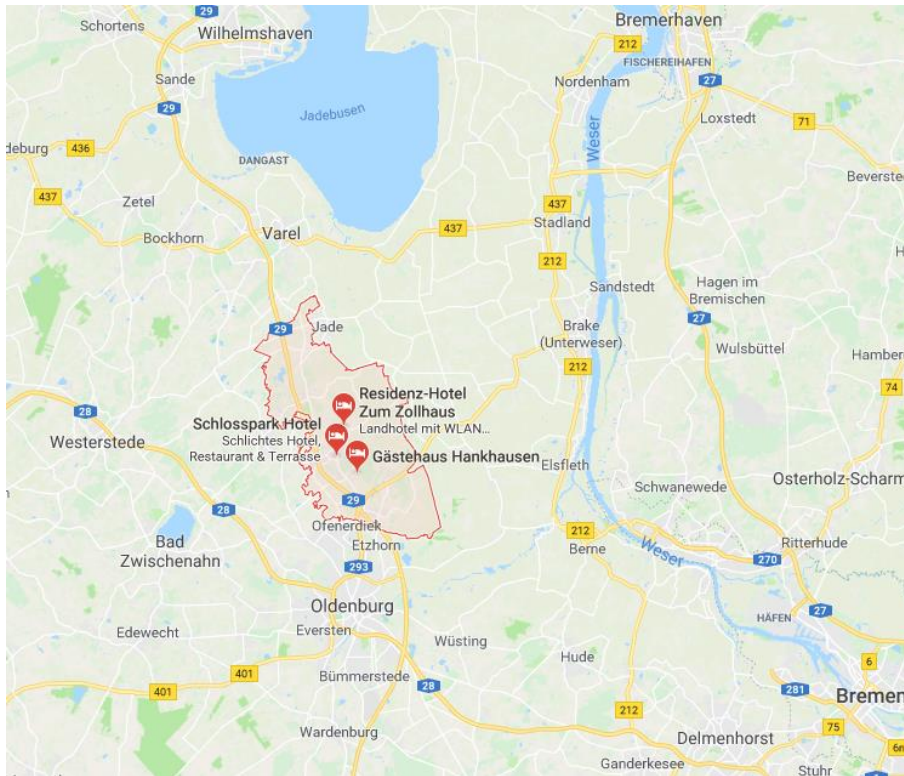 Bremerhaven
Schortens
29
Wilhelmshaven
212
FISCHEREIHAFEN
Sande
Nordenham
27
29
Jadebusen
Loxstedt
71
Weser
436
deburg
DANGAST
437
Beverste
Zetel
437
Stadland
437
Varel
Bockhorn
212
Hagen im
Bremischen
Sandstedt
29
Jade
Brake
(Unterweser)
27
Wulsbüttel
Hambera
212
74
Residenz-Hotel
Zum Zollhaus
Landhotel mit WLAN...
28
Schlosspark Hotel
Schlichtes Hotel,
Restaurant & Terrasse
Westerstede
Gästehaus Hankhausen
Elsfleth
Osterholz-Scharm
Schwanewede
29
28
Ofenerdiek
Etzhorn
212
Berne
Bad
Zwischenahn
Weser
Ritterhude
270
293
Oldenburg
27
HÄFEN
Edewecht
Eversten
Wüsting
Hude
6
401
401
Bümmerstede
28
281
Bremen
212
75
Wardenburg
Delmenhorst
Ganderkesee
Stuhr